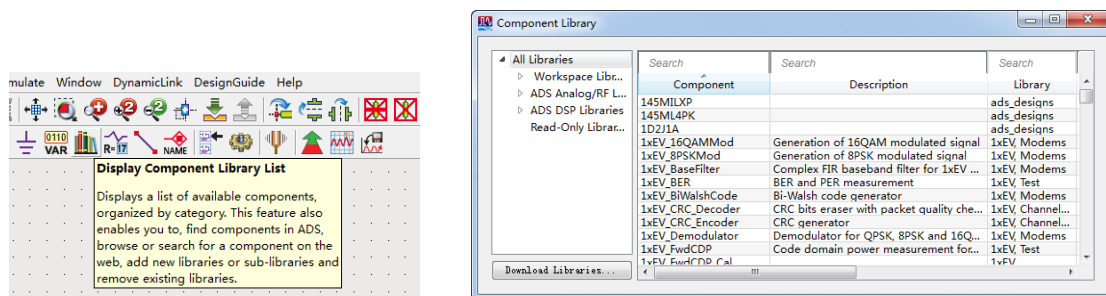 mulate Window DynamicLink DesignGuide Help
2 2
0110
VAR R=17 NAME
Display Component Library List
Displays a list of available components,
organized by category. This feature also
enables you to, find components in ADS,
browse or search for a component on the
web, add new libraries or sub-libraries and
remove existing libraries.
Component Library
All Libraries
Workspace Libr...
ADS Analog/RF L...
ADS DSP Libraries
Read-Only Librar...
Download Libraries...
Search Search Search
Component Description Library
145MILXP ads_designs
145ML4PK ads_designs
1D2J1A ads_designs
1xEV_16QAMMod Generation of 16QAM modulated signal 1xEV, Modems
1xEV_8PSKMod Generation of 8PSK modulated signal 1xEV, Modems
1xEV_BaseFilter Complex FIR baseband filter for 1xEV ... 1xEV, Modems
1xEV_BER BER and PER measurement 1xEV, Test
1xEV_BiWalshCode Bi-Walsh code generator 1xEV, Modems
1xEV_CRC_Decoder CRC bits eraser with packet quality che... 1xEV, Channel...
1xEV_CRC_Encoder CRC generator 1xEV, Channel...
1xEV_Demodulator Demodulator for QPSK, 8PSK and 16Q... 1xEV, Modems
1xEV_FwdCDP Code domain power measurement for... 1xEV, Test
1xEV_FwdCDP_Cal 1xEV